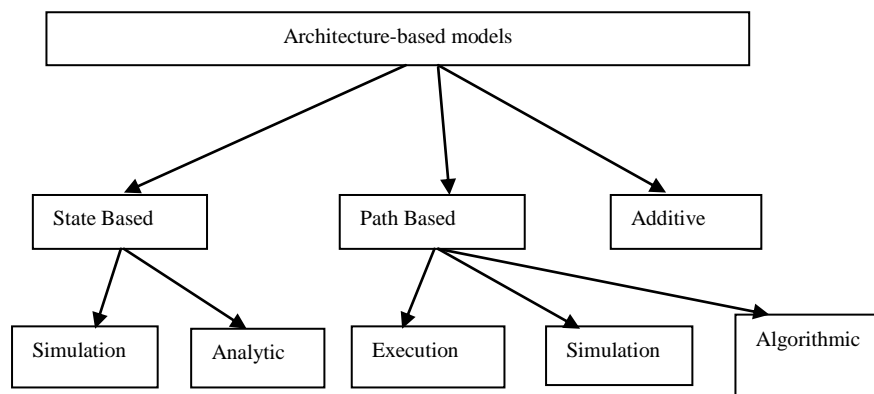 Architecture-based models
State Based
Path Based
Additive
Simulation
Analytic
Execution
Simulation
Algorithmic